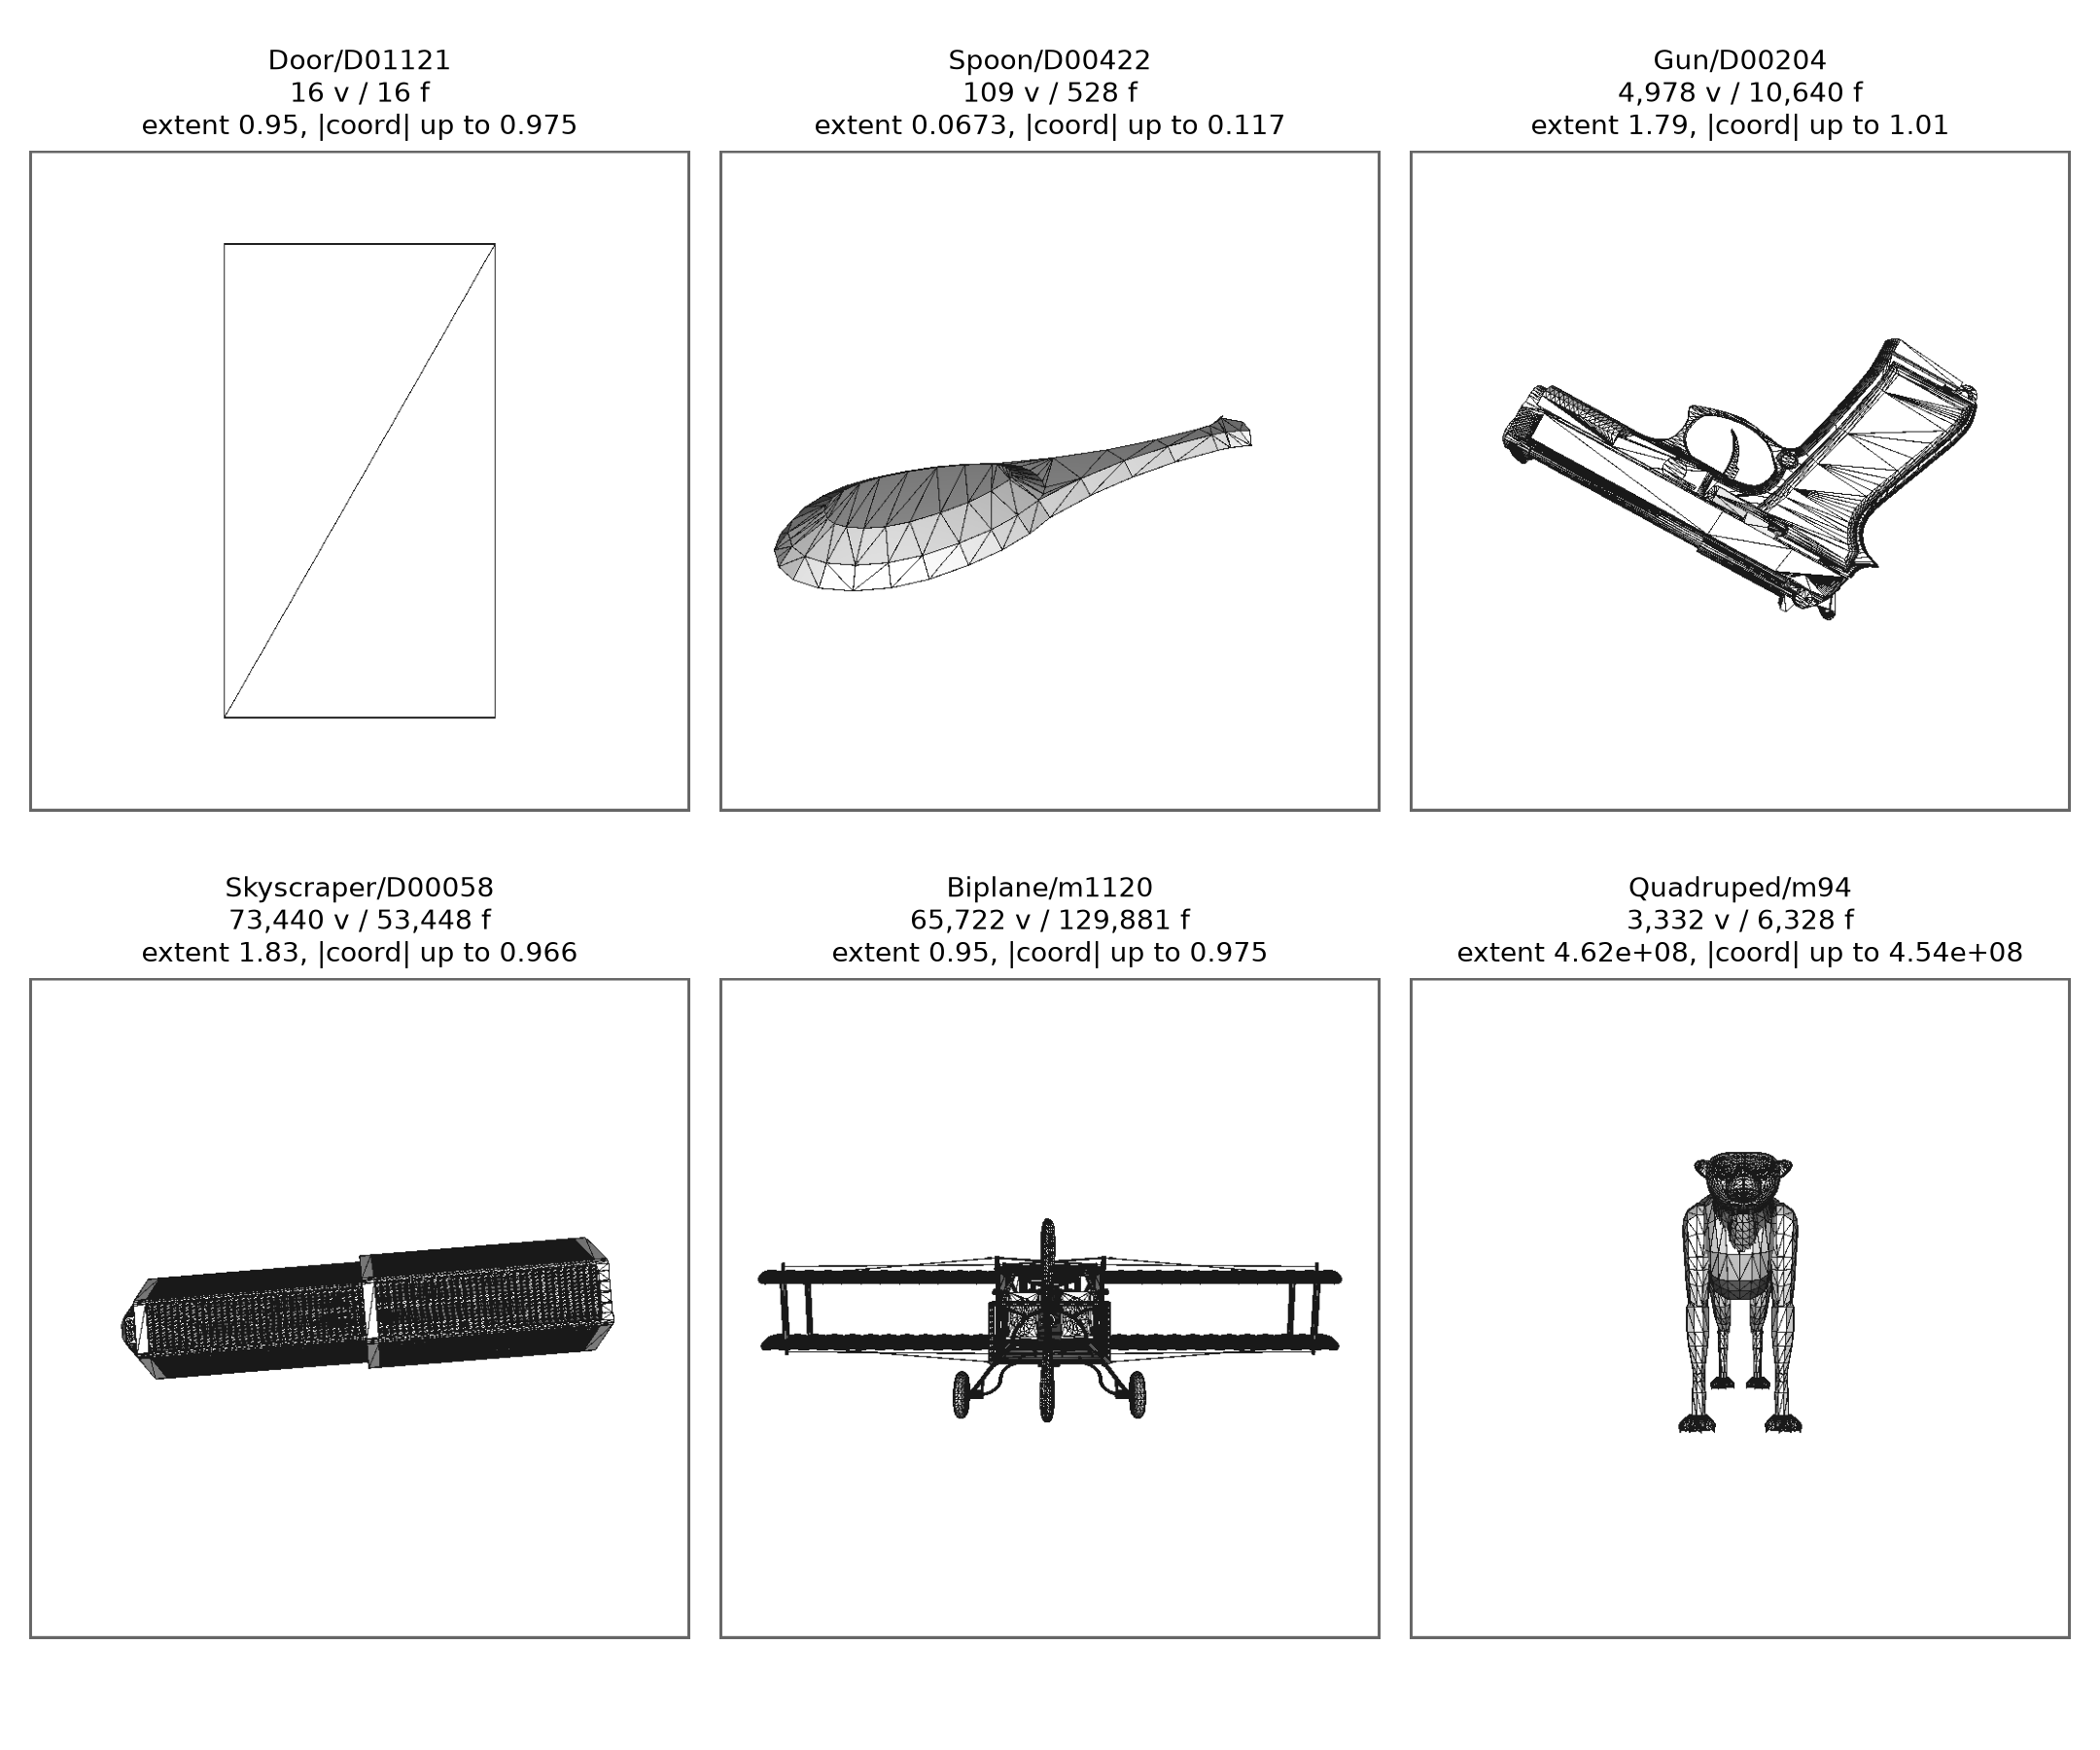 Door/D01121
16 v / 16 f
extent 0.95, |coord| up to 0.975
Spoon/D00422
109 v / 528 f
extent 0.0673, |coord| up to 0.117
Gun/D00204
4,978 v / 10,640 f
extent 1.79, |coord| up to 1.01
Skyscraper/D00058
73,440 v / 53,448 f
extent 1.83, |coord| up to 0.966
Biplane/m1120
65,722 v / 129,881 f
extent 0.95, |coord| up to 0.975
Quadruped/m94
3,332 v / 6,328 f
extent 4.62e+08, |coord| up to 4.54e+08